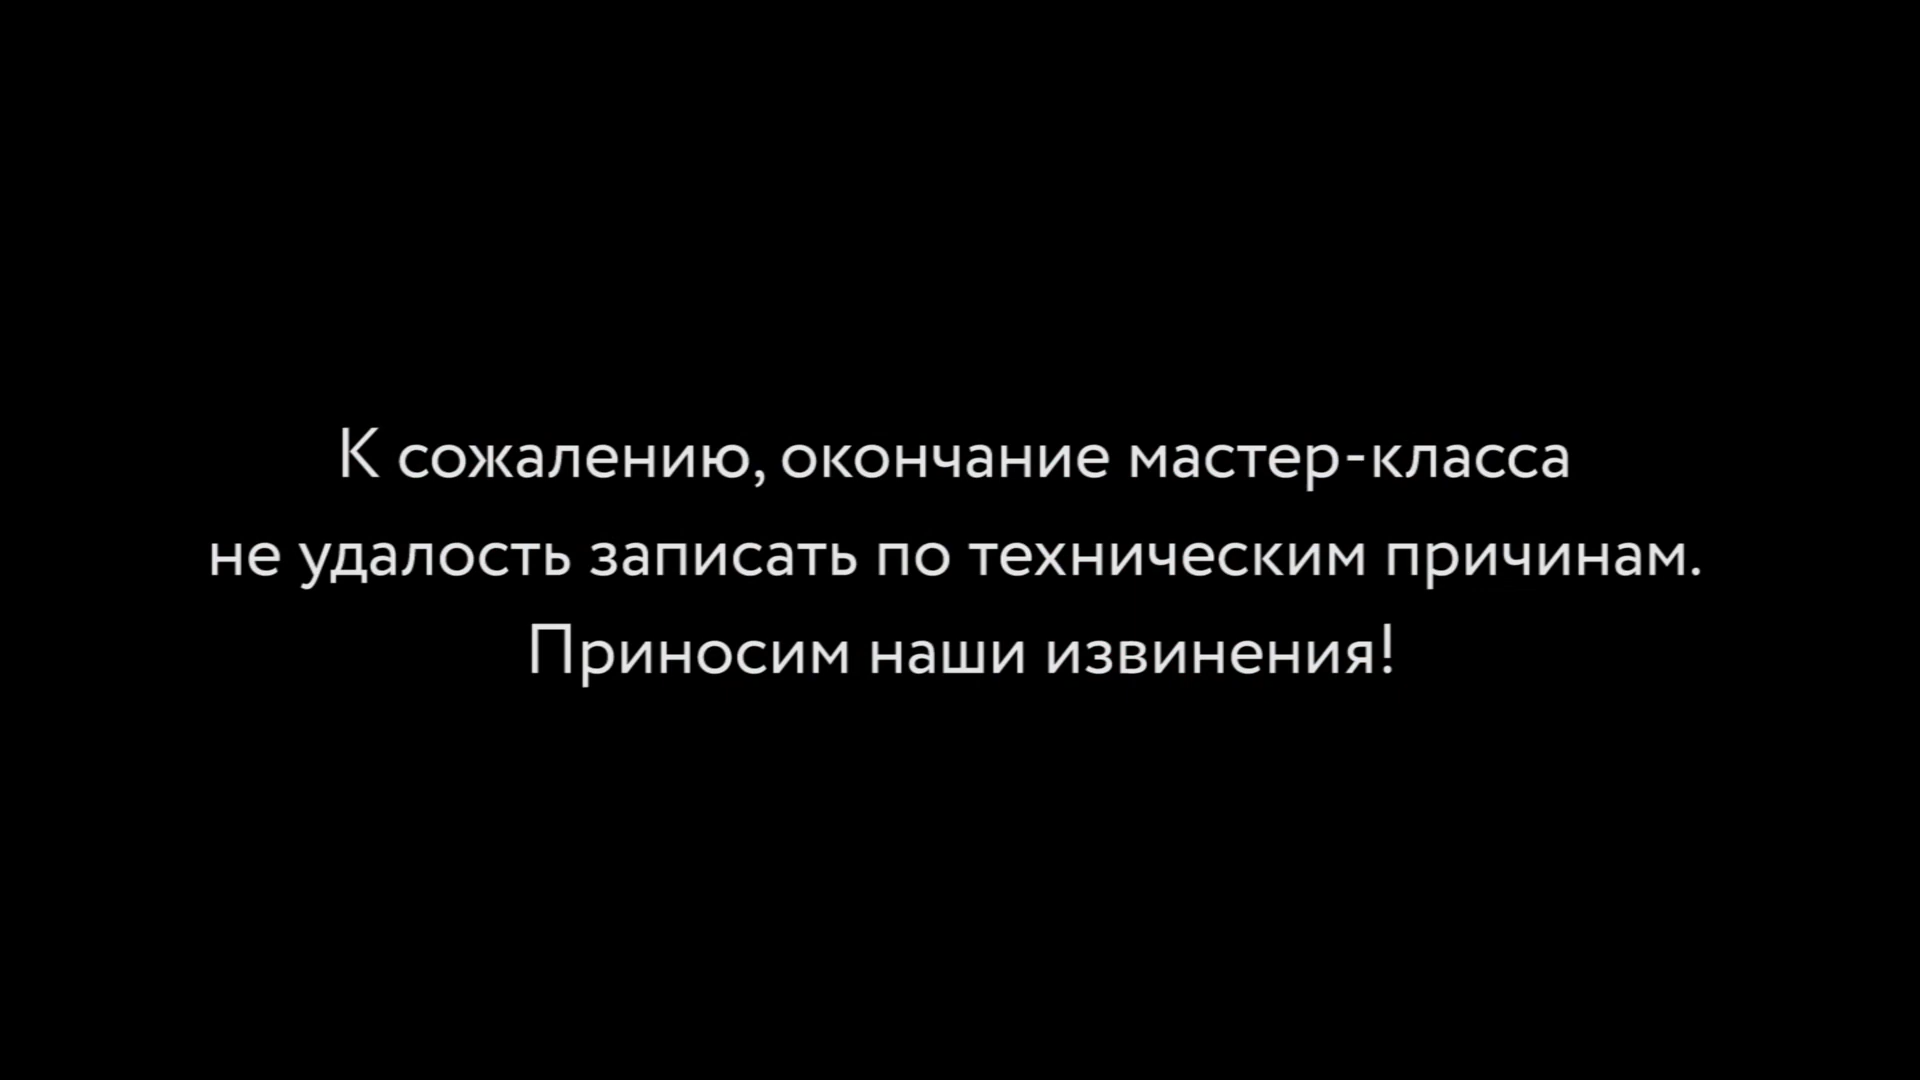 К сожалению, окончание мастер-класса
не удалость записать по техническим причинам.
Приносим наши извинения!